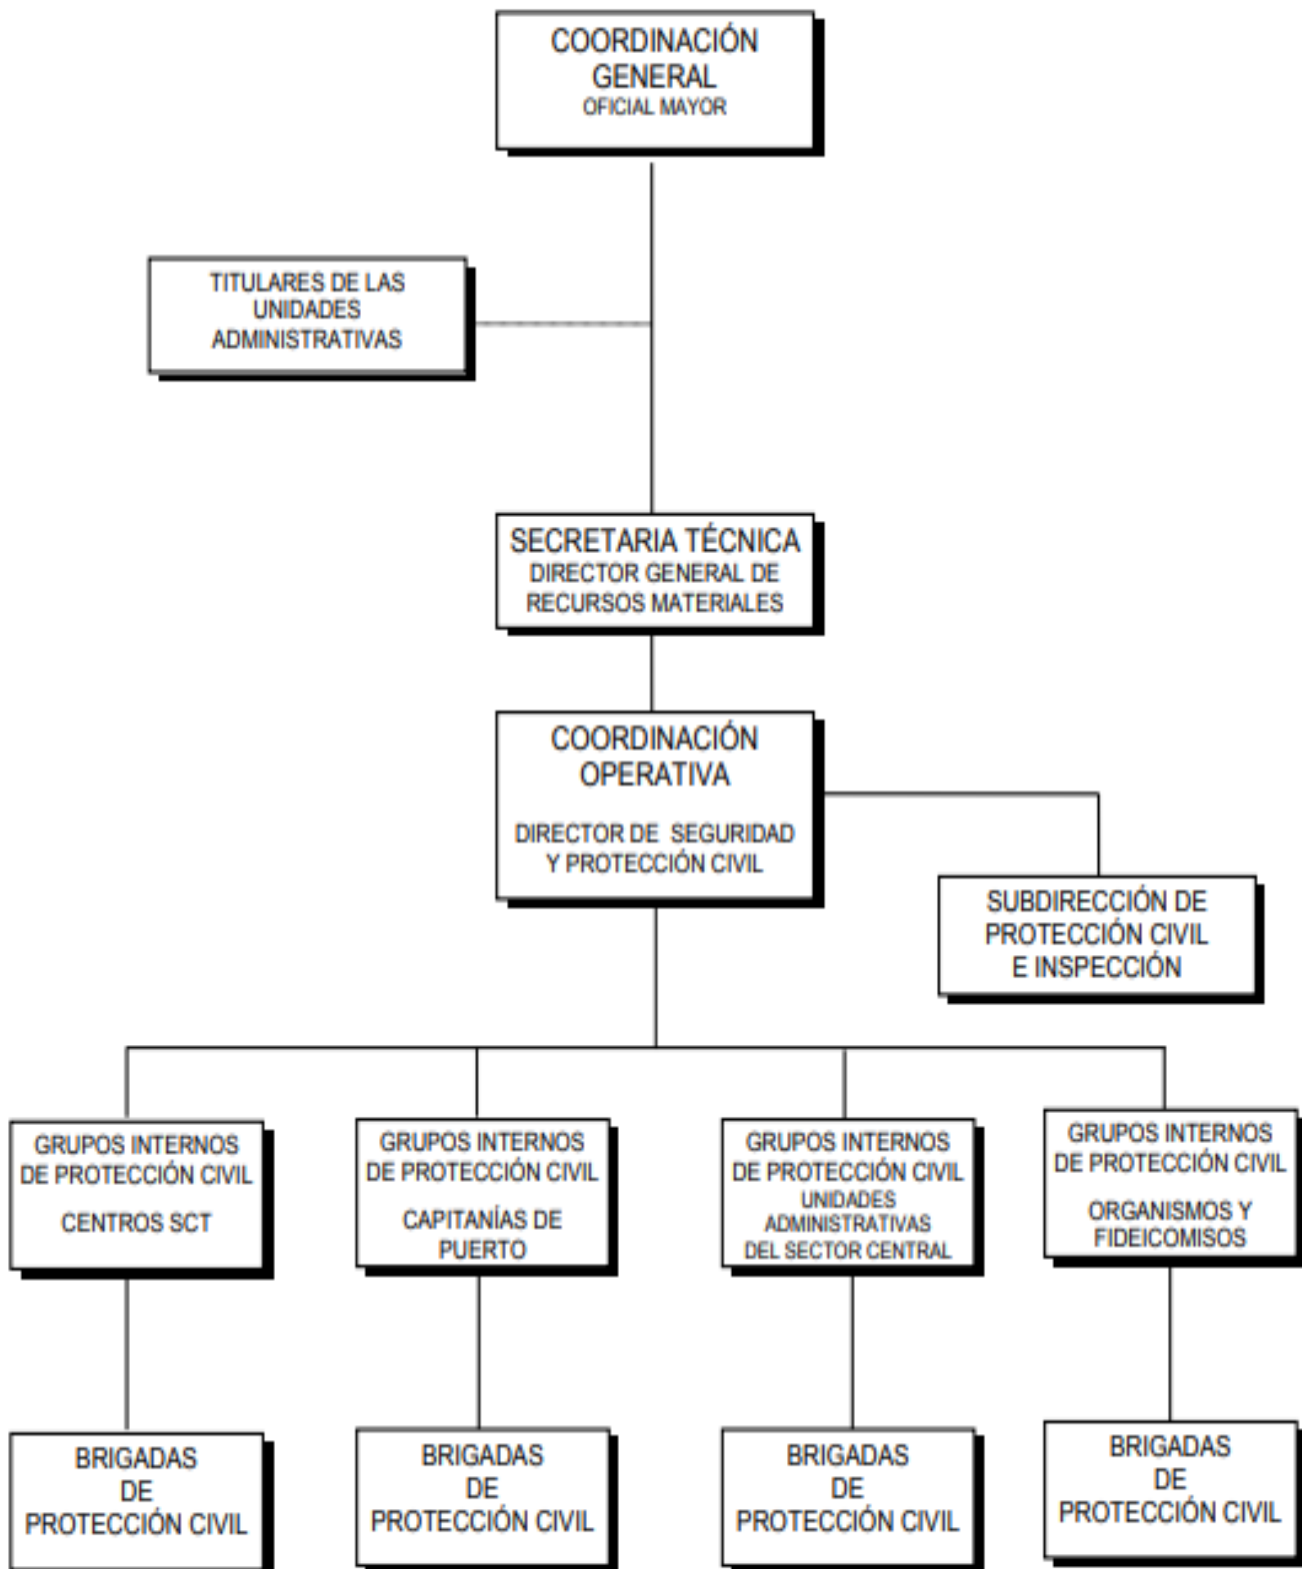 COORDINACIÓN
GENERAL
OFICIAL MAYOR
TITULARES DE LAS
UNIDADES
ADMINISTRATIVAS
SECRETARIA TÉCNICA
DIRECTOR GENERAL DE
RECURSOS MATERIALES
COORDINACIÓN
OPERATIVA
DIRECTOR DE SEGURIDAD
Y PROTECCIÓN CIVIL
SUBDIRECCIÓN DE
PROTECCIÓN CIVIL
E INSPECCIÓN
GRUPOS INTERNOS
DE PROTECCIÓN CIVIL
CENTROS SCT
GRUPOS INTERNOS
DE PROTECCIÓN CIVIL
CAPITANÍAS DE
PUERTO
GRUPOS INTERNOS
DE PROTECCIÓN CIVIL
UNIDADES
ADMINISTRATIVAS
DEL SECTOR CENTRAL
GRUPOS INTERNOS
DE PROTECCIÓN CIVIL
ORGANISMOS Y
FIDEICOMISOS
BRIGADAS
DE
PROTECCIÓN CIVIL
BRIGADAS
DE
PROTECCIÓN CIVIL
BRIGADAS
DE
PROTECCIÓN CIVIL
BRIGADAS
DE
PROTECCIÓN CIVIL